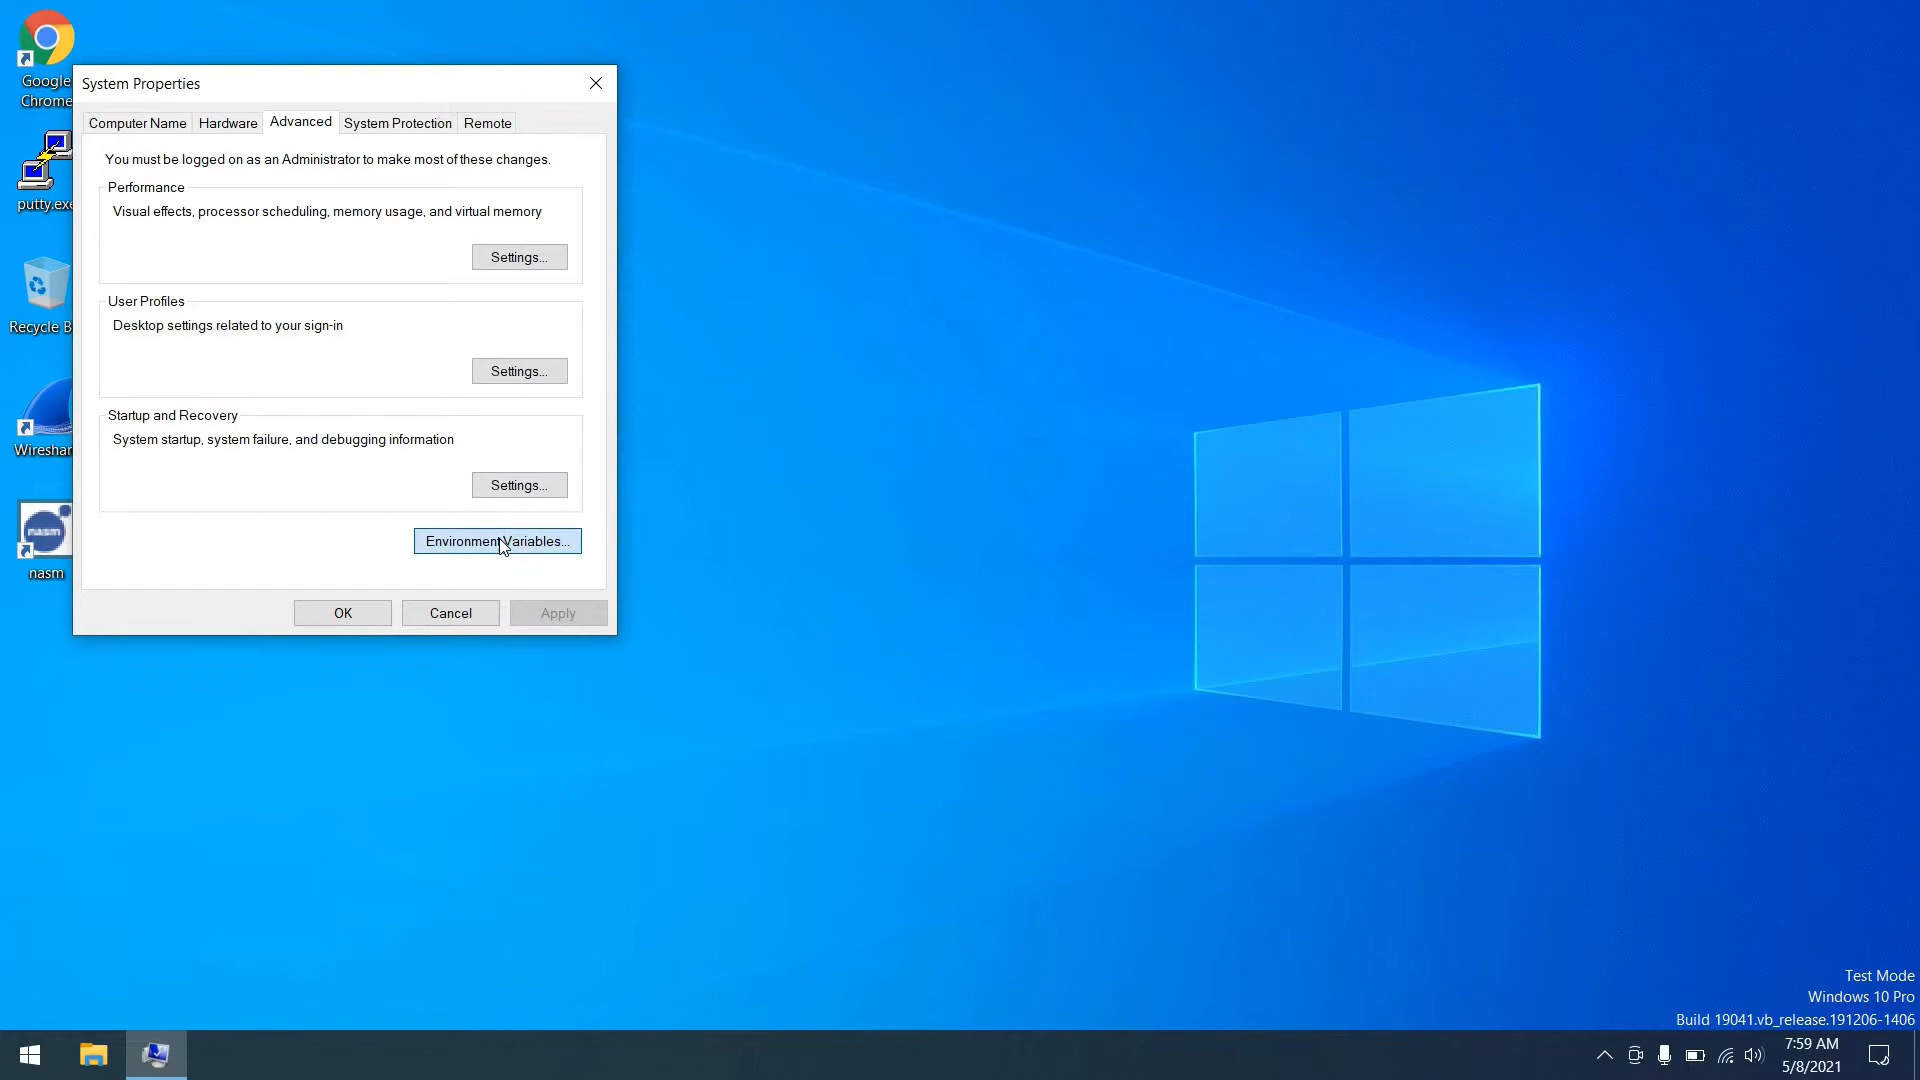 Google
Chrome
putty.exe
Recycle B
Wireshar
nasm
nasm
System Properties
Computer Name
Hardware
Advanced
System Protection
Remote
You must be logged on as an Administrator to make most of these changes.
Performance
Visual effects, processor scheduling, memory usage, and virtual memory
Settings...
User Profiles
Desktop settings related to your sign-in
Settings...
Startup and Recovery
System startup, system failure, and debugging information
Settings...
Environment Variables...
OK
Cancel
Apply
Test Mode
Windows 10 Pro
Build 19041.vb_release.191206-1406
7:59 AM
5/8/2021